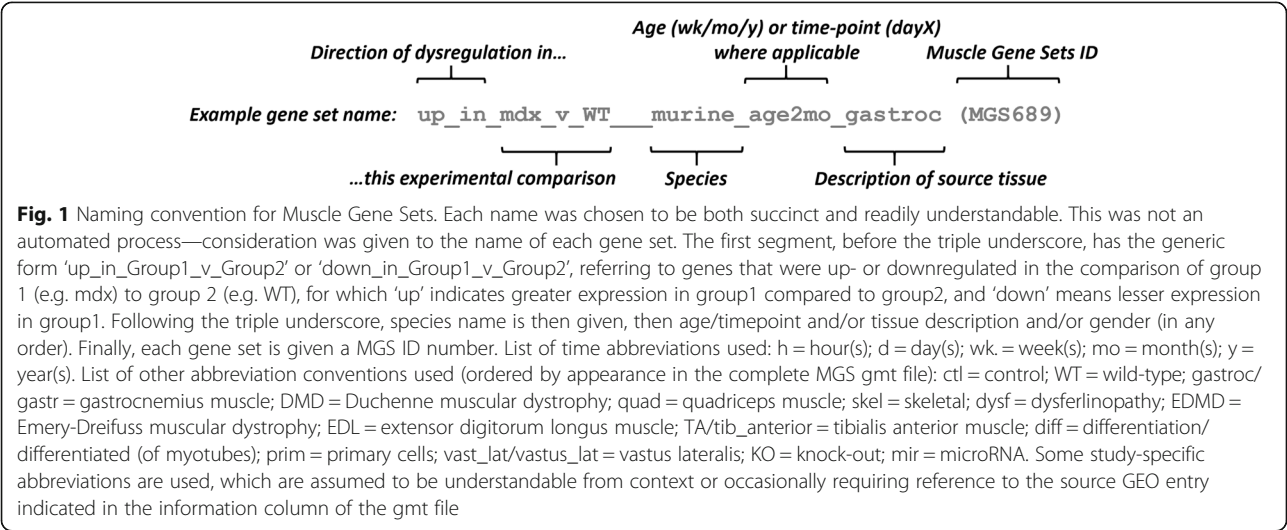 Age (wk/mo/y) or time-point (dayX)
Direction of dysregulation in… where applicable Muscle Gene Sets ID
Example gene set name: up_in_mdx_v_WT___murine_age2mo_gastroc (MGS689)
…this experimental comparison Species Description of source tissue
Fig. 1 Naming convention for Muscle Gene Sets. Each name was chosen to be both succinct and readily understandable. This was not an
automated process—consideration was given to the name of each gene set. The first segment, before the triple underscore, has the generic
form ‘up_in_Group1_v_Group2’ or ‘down_in_Group1_v_Group2’, referring to genes that were up- or downregulated in the comparison of group
1 (e.g. mdx) to group 2 (e.g. WT), for which ‘up’ indicates greater expression in group1 compared to group2, and ‘down’ means lesser expression
in group1. Following the triple underscore, species name is then given, then age/timepoint and/or tissue description and/or gender (in any
order). Finally, each gene set is given a MGS ID number. List of time abbreviations used: h = hour(s); d = day(s); wk. = week(s); mo = month(s); y =
year(s). List of other abbreviation conventions used (ordered by appearance in the complete MGS gmt file): ctl = control; WT = wild-type; gastroc/
gastr = gastrocnemius muscle; DMD = Duchenne muscular dystrophy; quad = quadriceps muscle; skel = skeletal; dysf = dysferlinopathy; EDMD =
Emery-Dreifuss muscular dystrophy; EDL = extensor digitorum longus muscle; TA/tib_anterior = tibialis anterior muscle; diff = differentiation/
differentiated (of myotubes); prim = primary cells; vast_lat/vastus_lat = vastus lateralis; KO = knock-out; mir = microRNA. Some study-specific
abbreviations are used, which are assumed to be understandable from context or occasionally requiring reference to the source GEO entry
indicated in the information column of the gmt file